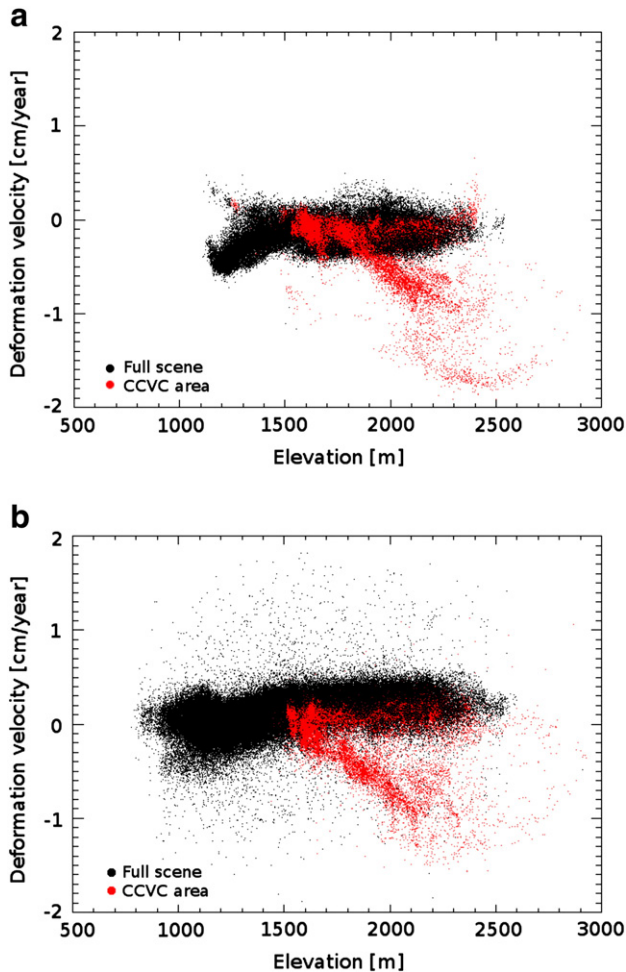 a
2
1
0
-1
-2
Deformation velocity [cm/year]
Full scene
CCVC area
500 1000 1500 2000 2500 3000
Elevation [m]
b
2
1
0
-1
-2
Deformation velocity [cm/year]
Full scene
CCVC area
500 1000 1500 2000 2500 3000
Elevation [m]